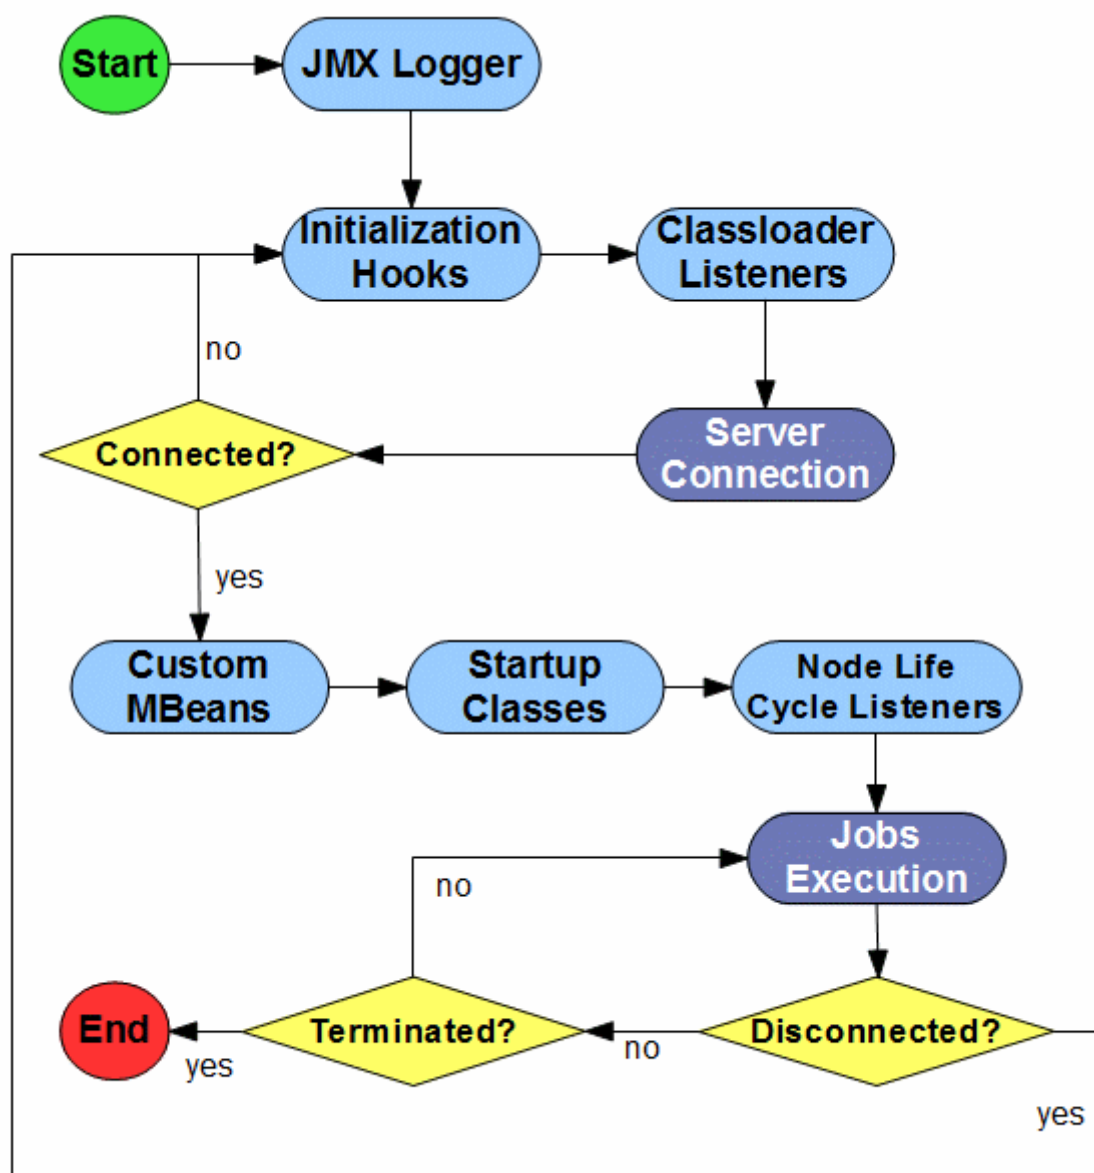 Start
JMX Logger
Initialization
Hooks
Classloader
Listeners
no
Connected?
Server
Connection
yes
Custom
MBeans
Startup
Classes
Node Life
Cycle Listeners
Jobs
Execution
no
End
Terminated?
Disconnected?
yes
no
yes